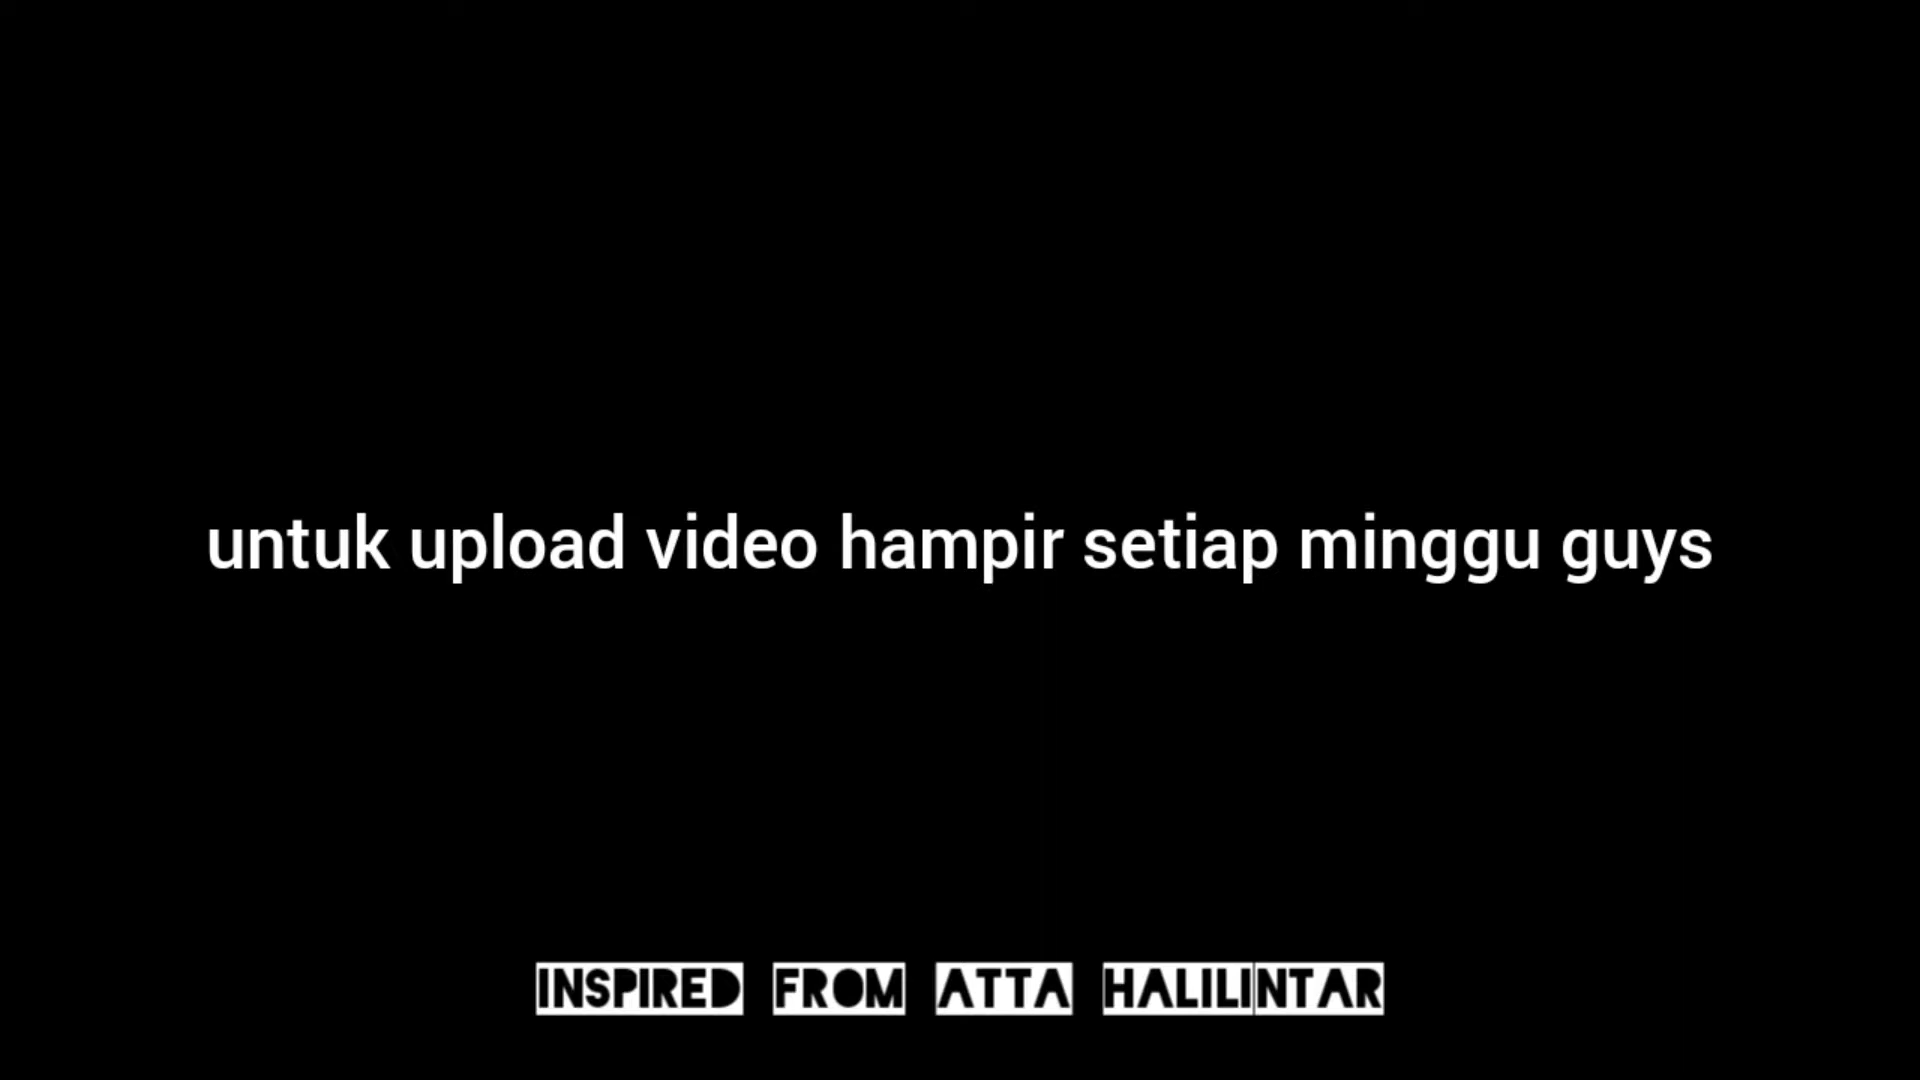 untuk upload video hampir setiap minggu guys
INSPIRED FROM ATTA HALILINTAR